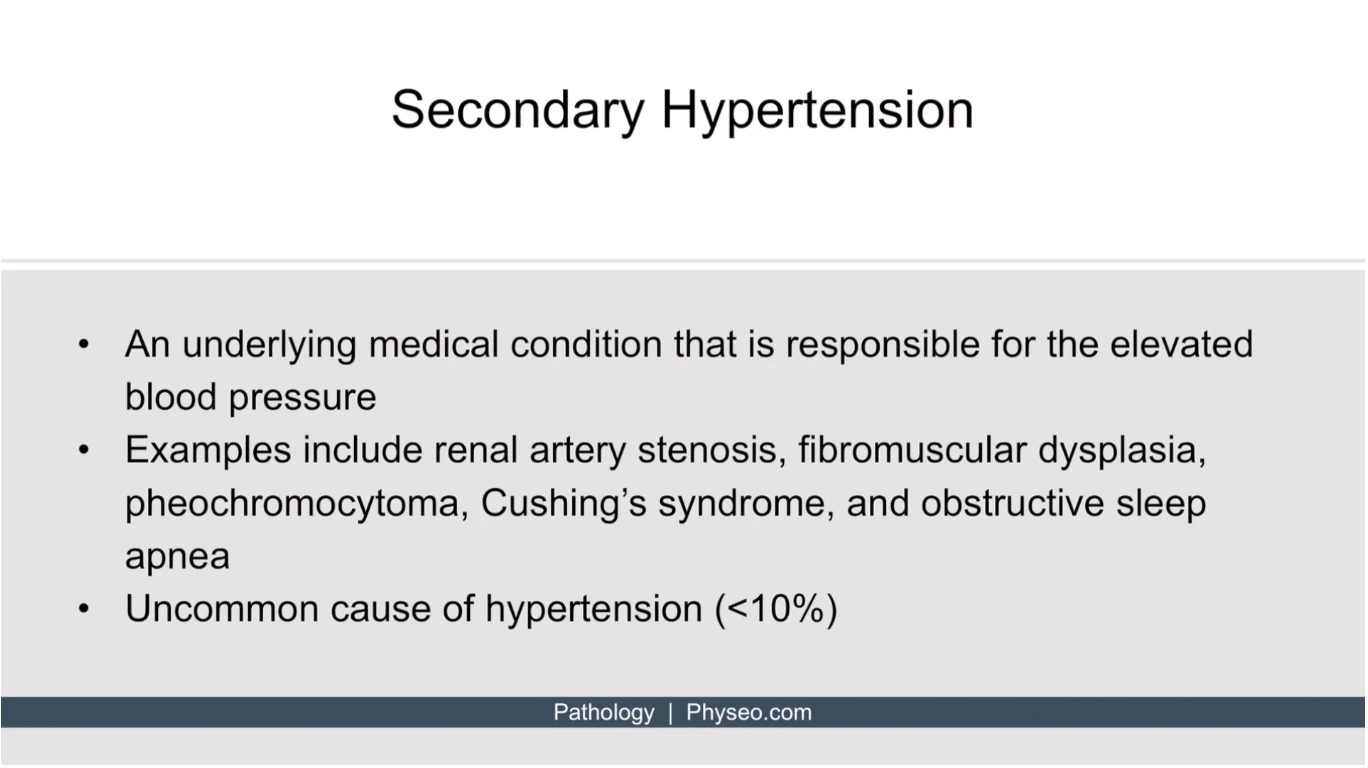 Secondary Hypertension
• An underlying medical condition that is responsible for the elevated
blood pressure
• Examples include renal artery stenosis, fibromuscular dysplasia,
pheochromocytoma, Cushing’s syndrome, and obstructive sleep
apnea
• Uncommon cause of hypertension (<10%)
Pathology | Physeo.com